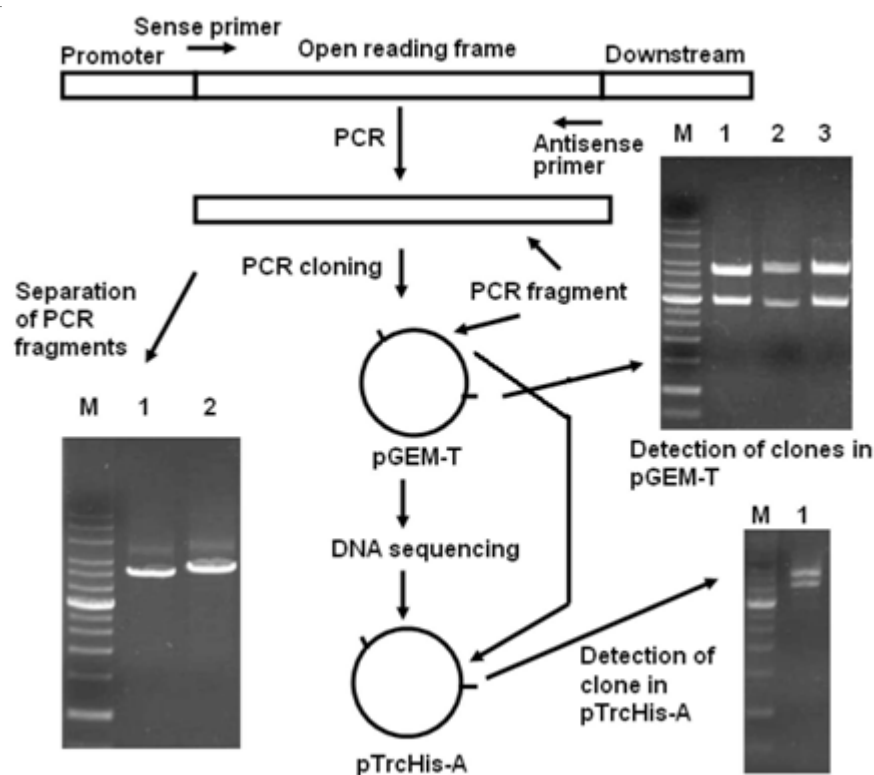 Sense primer
Promoter
Open reading frame
Downstream
PCR
Antisense
primer
M 1 2 3
PCR cloning
PCR fragment
Separation
of PCR
fragments
M 1 2
pGEM-T
Detection of clones in
pGEM-T
M 1
DNA sequencing
Detection of
clone in
pTrcHis-A
pTrcHis-A